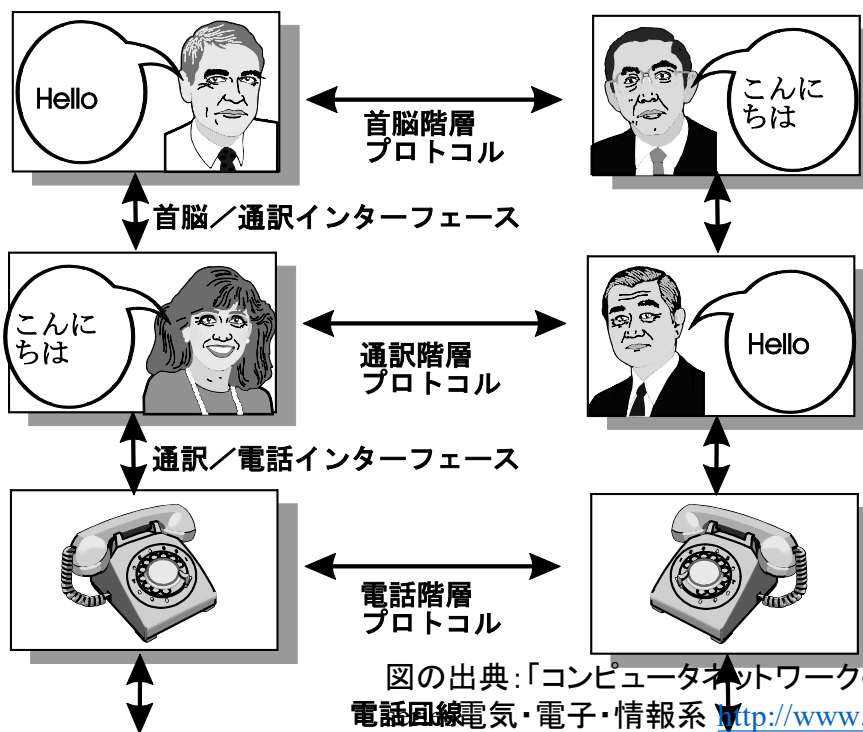 Hello
こんに
ちは
首脳階層
プロトコル
首脳／通訳インターフェース
こんに
ちは
Hello
通訳階層
プロトコル
通訳／電話インターフェース
電話階層
プロトコル
図の出典：「コンピュータネットワークの
電話回線電気・電子・情報系 http://www.